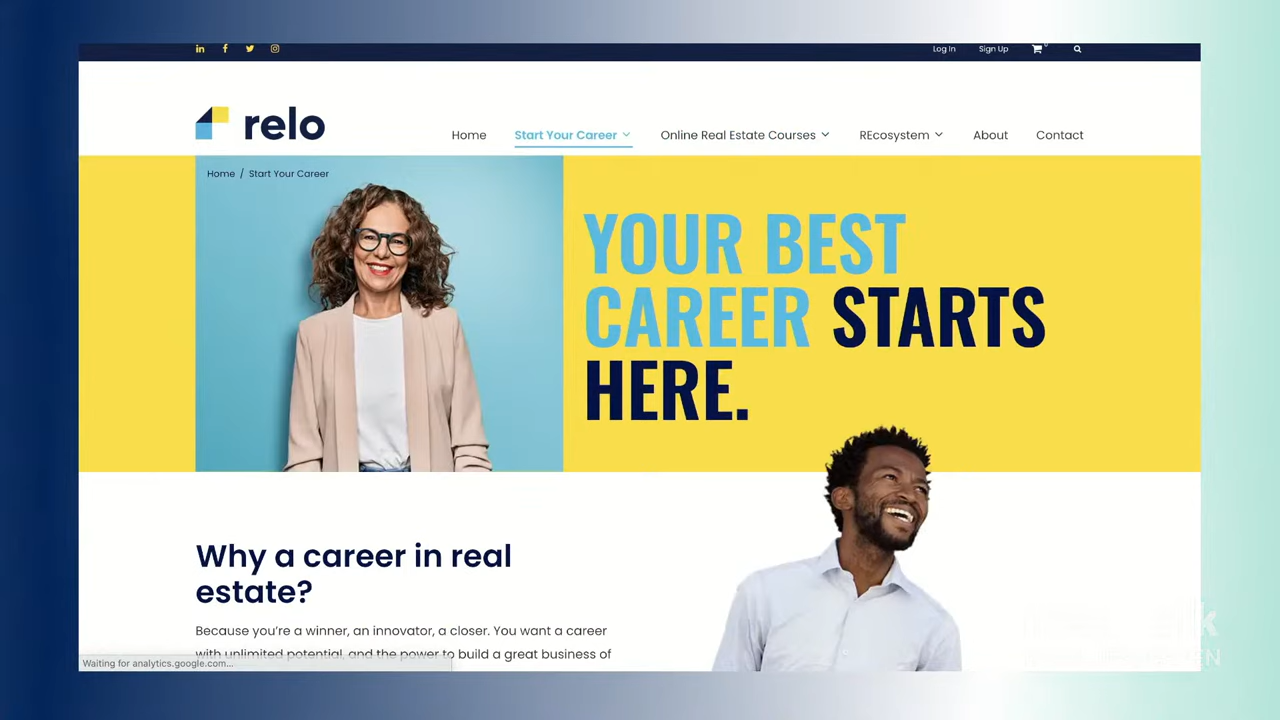 Log In Sign Up 0
relo
Home Start Your Career Online Real Estate Courses REcosystem About Contact
Home / Start Your Career
YOUR BEST
CAREER STARTS
HERE.
Why a career in real
estate?
Because you're a winner, an innovator, a closer. You want a career
with unlimited potential, and the power to build a great business of
Waiting for analytics.google.com...